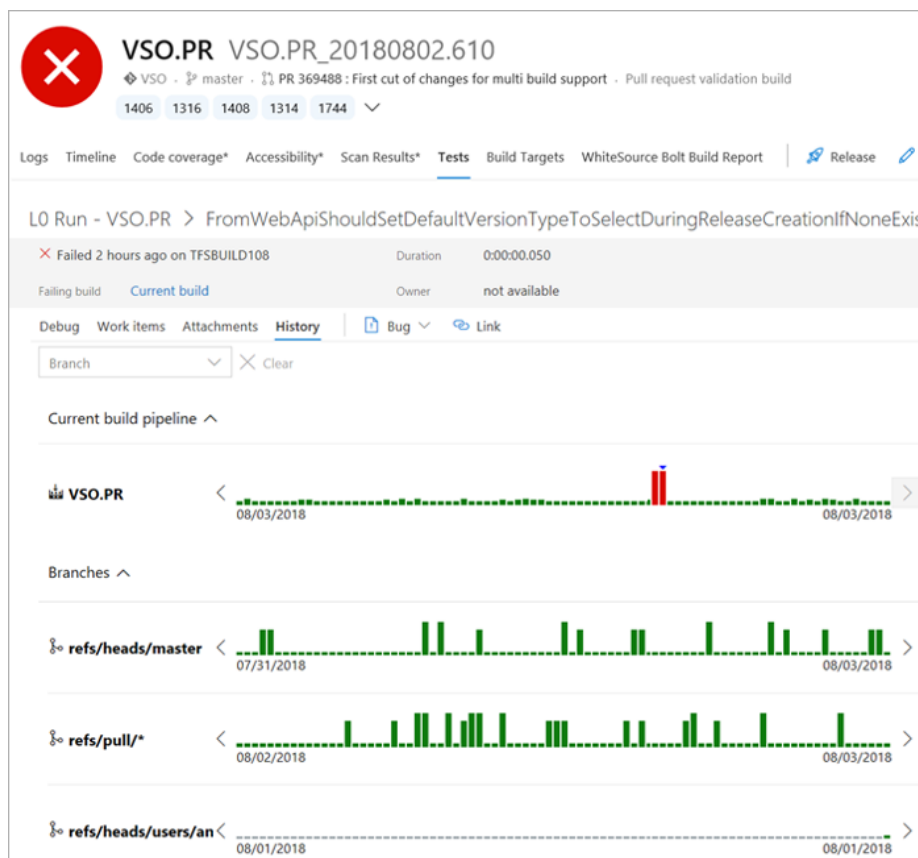 VSO.PR VSO.PR_20180802.610
VSO · master · PR 369488 : First cut of changes for multi build support · Pull request validation build
1406 1316 1408 1314 1744
Logs Timeline Code coverage* Accessibility* Scan Results* Tests Build Targets WhiteSource Bolt Build Report Release
L0 Run - VSO.PR > FromWebApiShouldSetDefaultVersionTypeToSelectDuringReleaseCreationIfNoneExis
Failed 2 hours ago on TFSBUILD108 Duration 0:00:00.050
Failing build Current build Owner not available
Debug Work items Attachments History Bug Link
Branch Clear
Current build pipeline
VSO.PR
08/03/2018 08/03/2018
Branches
refs/heads/master
07/31/2018 08/03/2018
refs/pull/*
08/02/2018 08/03/2018
refs/heads/users/an
08/01/2018 08/01/2018